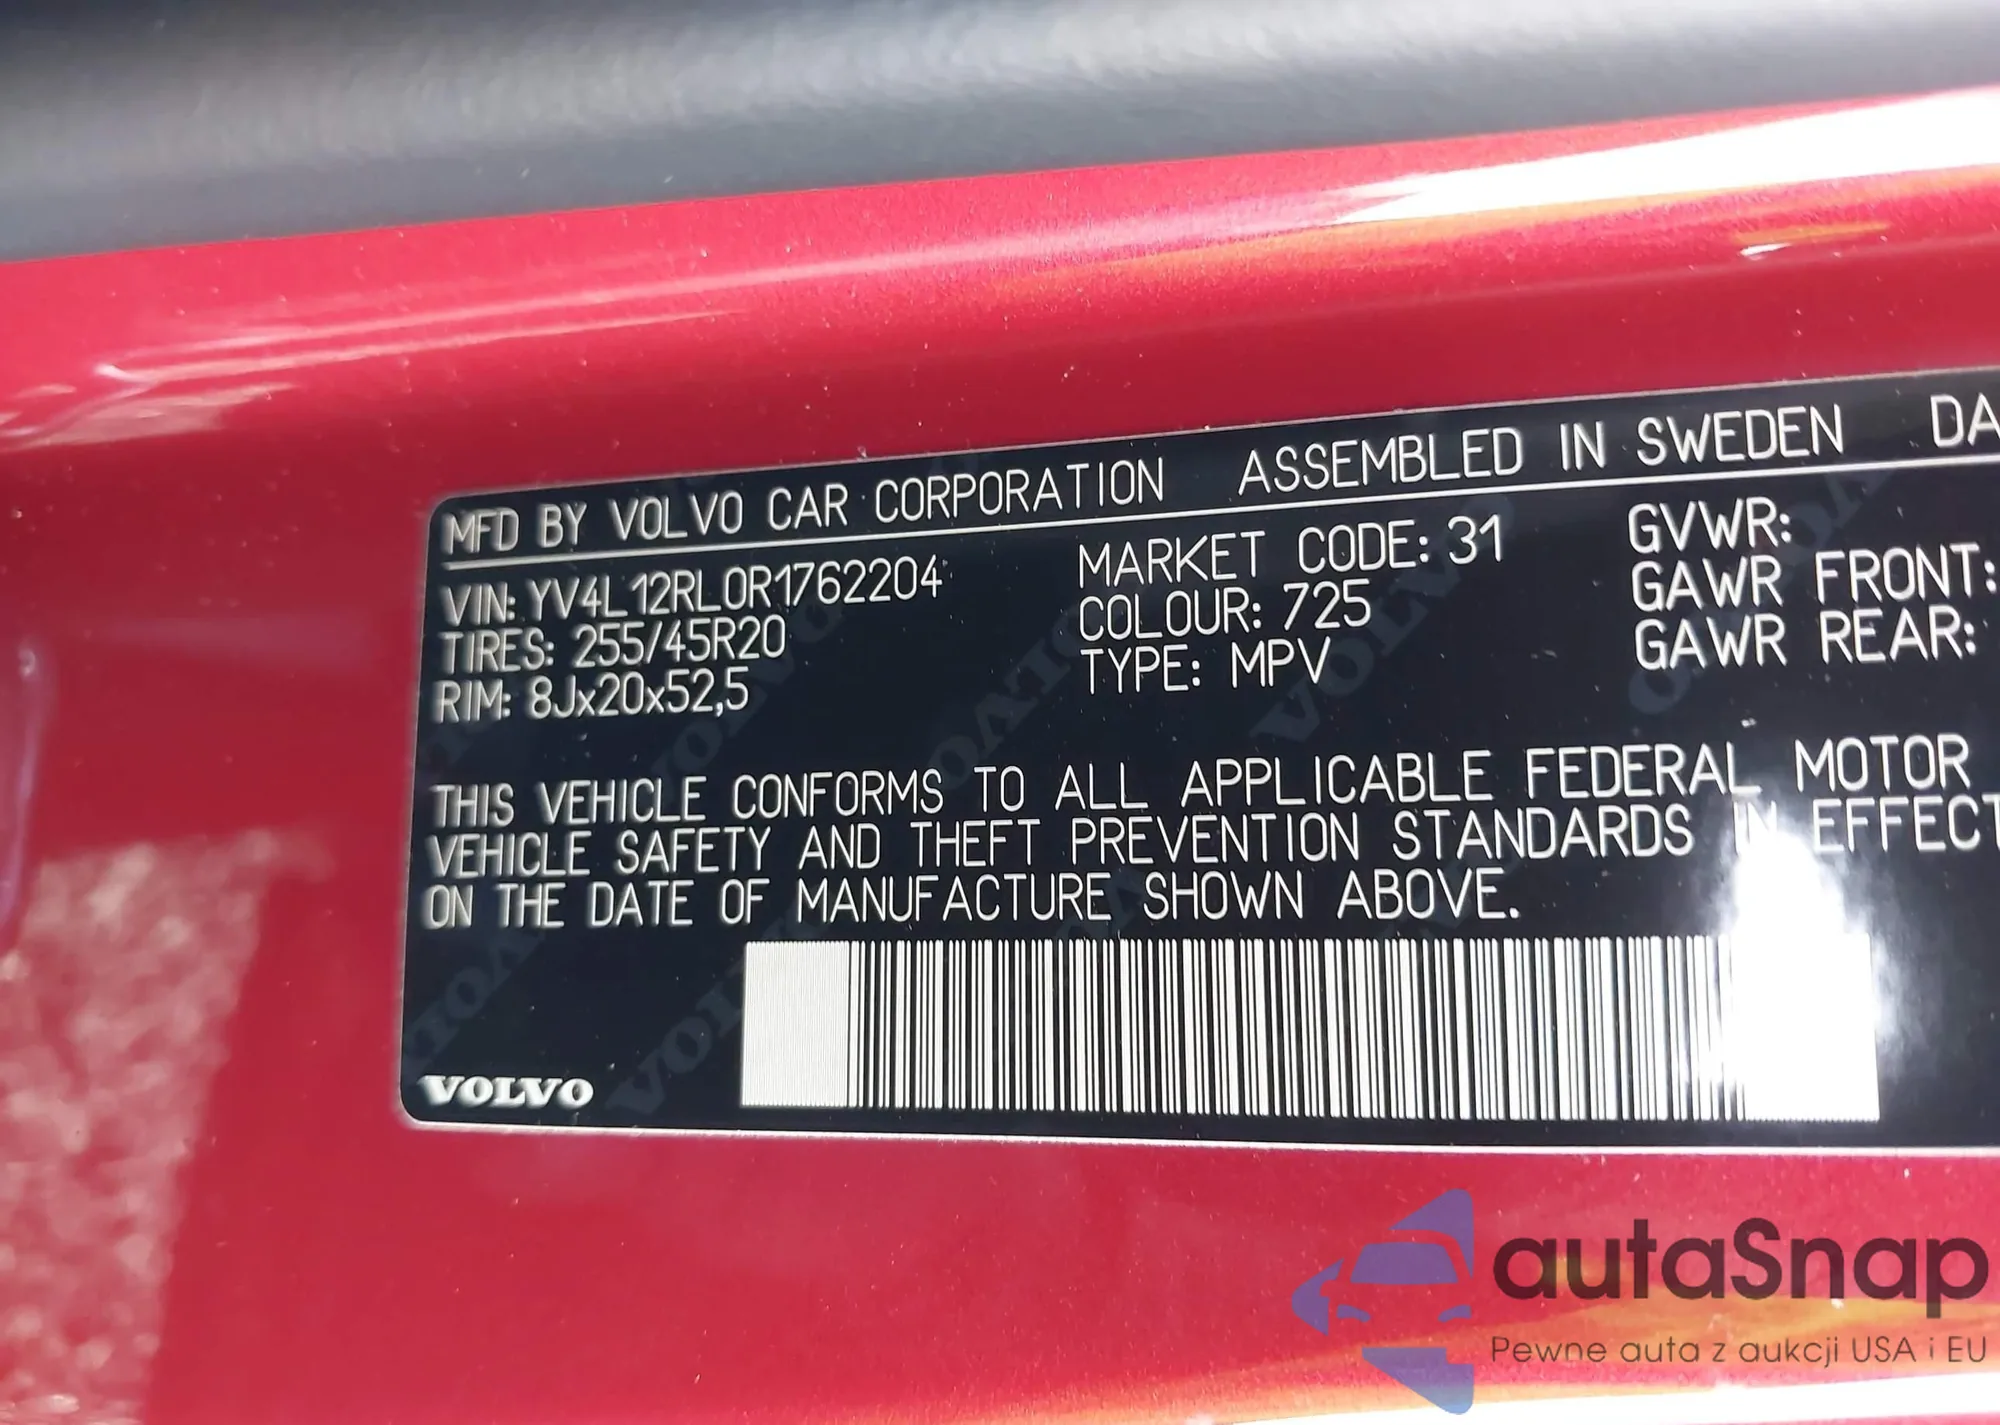 MFD BY VOLVO CAR CORPORATION ASSEMBLED IN SWEDEN DA
VIN: YV4L12RL0R1762204 MARKET CODE: 31 GVWR:
TIRES: 255/45R20 COLOUR: 725 GAWR FRONT:
RIM: 8Jx20x52,5 TYPE: MPV GAWR REAR:
THIS VEHICLE CONFORMS TO ALL APPLICABLE FEDERAL MOTOR
VEHICLE SAFETY AND THEFT PREVENTION STANDARDS IN EFFECT
ON THE DATE OF MANUFACTURE SHOWN ABOVE.
VOLVO
autaSnap
Pewne auta z aukcji USA i EU